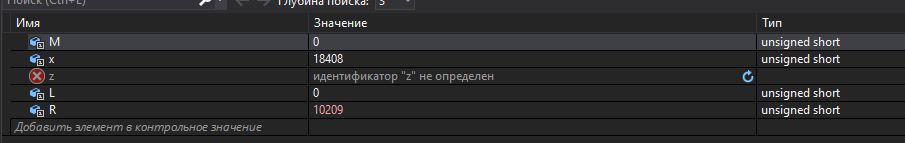 Поиск (Ctrl+E) Глубина поиска: 3
Имя Значение Тип
M 0 unsigned short
x 18408 unsigned short
z идентификатор "z" не определен
L 0 unsigned short
R 10209 unsigned short
Добавить элемент в контрольное значение